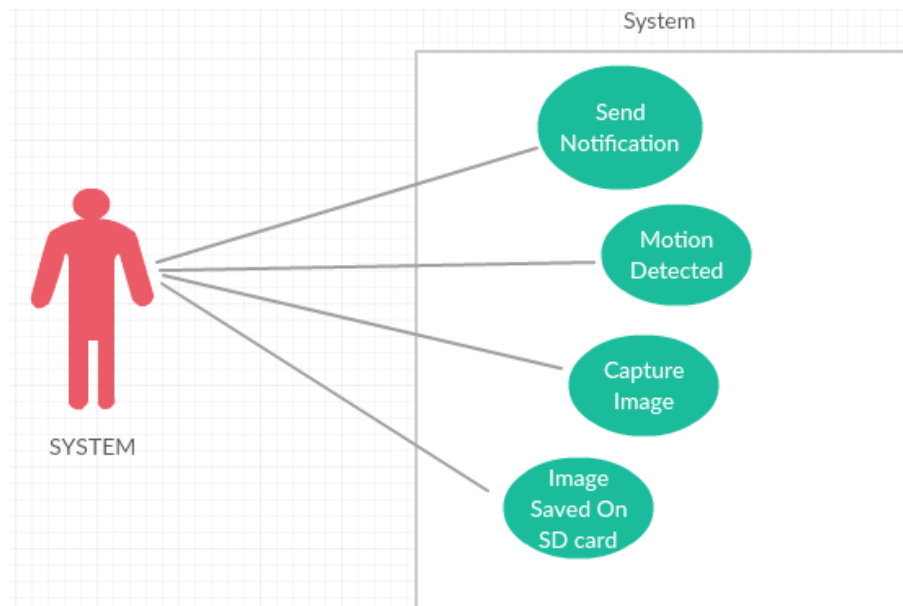 System
Send
Notification
Motion
Detected
Capture
Image
SYSTEM
Image
Saved On
SD card